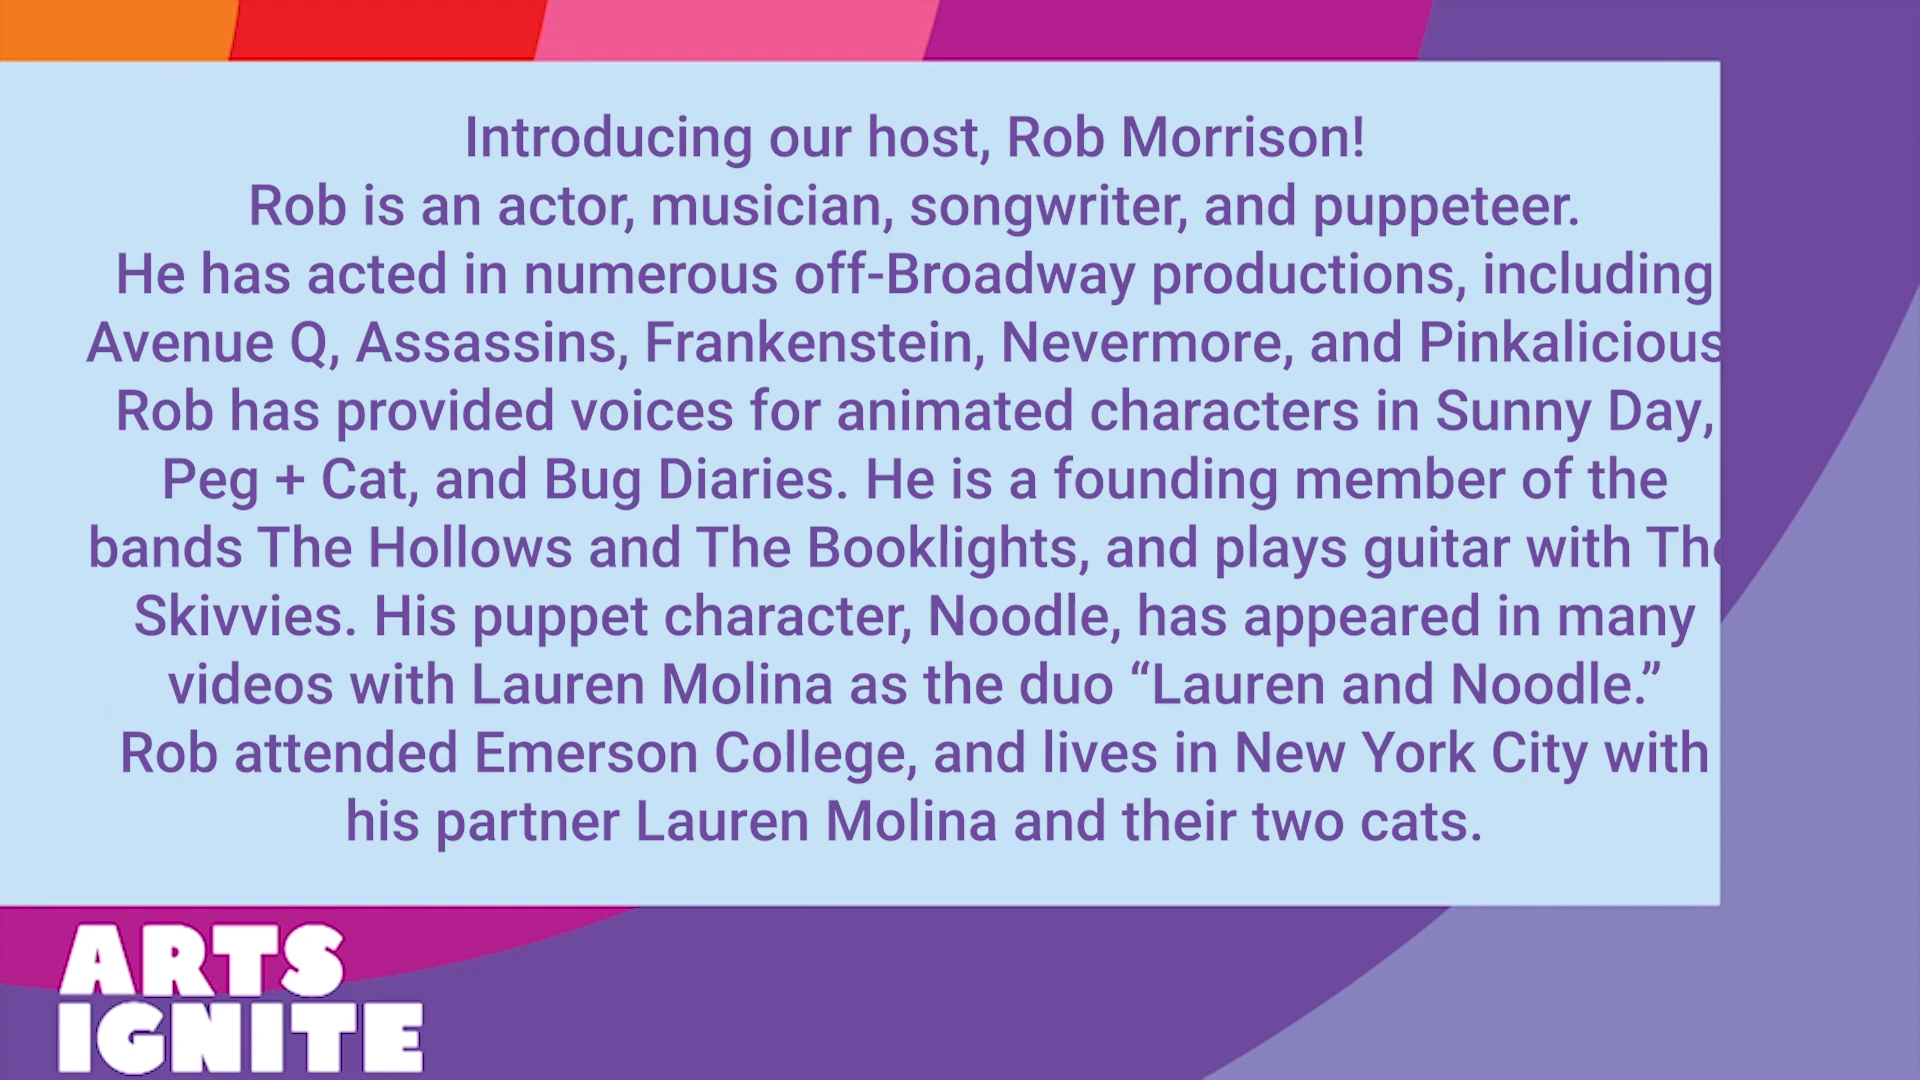 Introducing our host, Rob Morrison!
Rob is an actor, musician, songwriter, and puppeteer.
He has acted in numerous off-Broadway productions, including
Avenue Q, Assassins, Frankenstein, Nevermore, and Pinkalicious
Rob has provided voices for animated characters in Sunny Day,
Peg + Cat, and Bug Diaries. He is a founding member of the
bands The Hollows and The Booklights, and plays guitar with The
Skivvies. His puppet character, Noodle, has appeared in many
videos with Lauren Molina as the duo “Lauren and Noodle.”
Rob attended Emerson College, and lives in New York City with
his partner Lauren Molina and their two cats.
ARTS
IGNITE